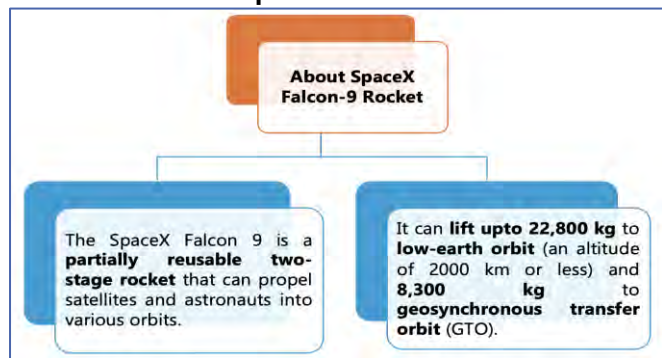 About SpaceX
Falcon-9 Rocket
The SpaceX Falcon 9 is a
partially reusable two-
stage rocket that can propel
satellites and astronauts into
various orbits.
It can lift upto 22,800 kg to
low-earth orbit (an altitude
of 2000 km or less) and
8,300 kg to
geosynchronous transfer
orbit (GTO).